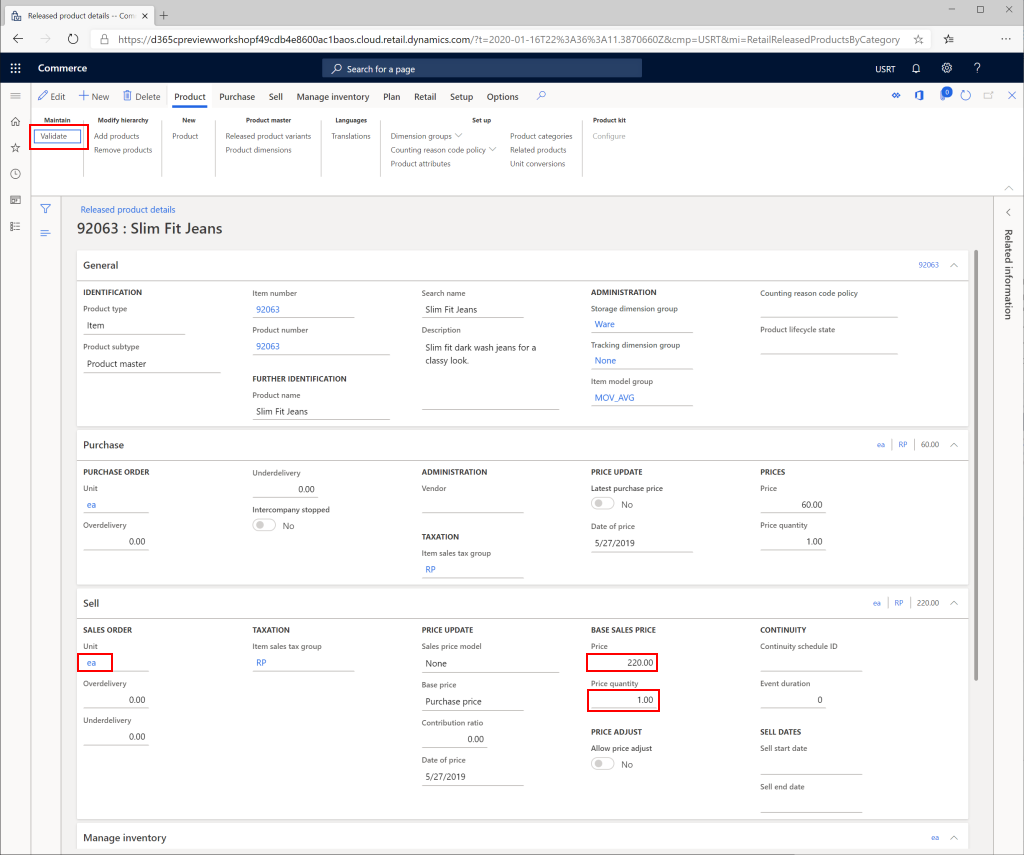 Released product details -- Com
https://d365cpreviewworkshopf49cdb4e8600ac1baos.cloud.retail.dynamics.com/?t=2020-01-16T22%3A36%3A11.3870660Z&cmp=USRT&mi=RetailReleasedProductsByCategory
Commerce
Search for a page
USRT
Edit New Delete Product Purchase Sell Manage inventory Plan Retail Setup Options
0
Maintain Modify hierarchy New Product master Languages Set up Product kit
Validate Add products Product Released product variants Translations Dimension groups Product categories Configure
Remove products Product dimensions Counting reason code policy Related products
Product attributes Unit conversions
Released product details
92063 : Slim Fit Jeans
Related information
General 92063
IDENTIFICATION Item number Search name ADMINISTRATION Counting reason code policy
Product type 92063 Slim Fit Jeans Storage dimension group
Item Ware
Product number Description Product lifecycle state
Product subtype 92063 Slim fit dark wash jeans for a Tracking dimension group
Product master classy look. None
FURTHER IDENTIFICATION Item model group
Product name MOV_AVG
Slim Fit Jeans
Purchase ea RP 60.00
PURCHASE ORDER Underdelivery ADMINISTRATION PRICE UPDATE PRICES
Unit 0.00 Vendor Latest purchase price Price
ea No 60.00
Intercompany stopped
Overdelivery No Date of price Price quantity
0.00 TAXATION 5/27/2019 1.00
Item sales tax group
RP
Sell ea RP 220.00
SALES ORDER TAXATION PRICE UPDATE BASE SALES PRICE CONTINUITY
Unit Item sales tax group Sales price model Price Continuity schedule ID
ea RP None 220.00
Overdelivery Base price Price quantity Event duration
0.00 Purchase price 1.00 0
Underdelivery Contribution ratio
0.00 0.00 PRICE ADJUST SELL DATES
Allow price adjust Sell start date
Date of price No
5/27/2019
Sell end date
Manage inventory ea